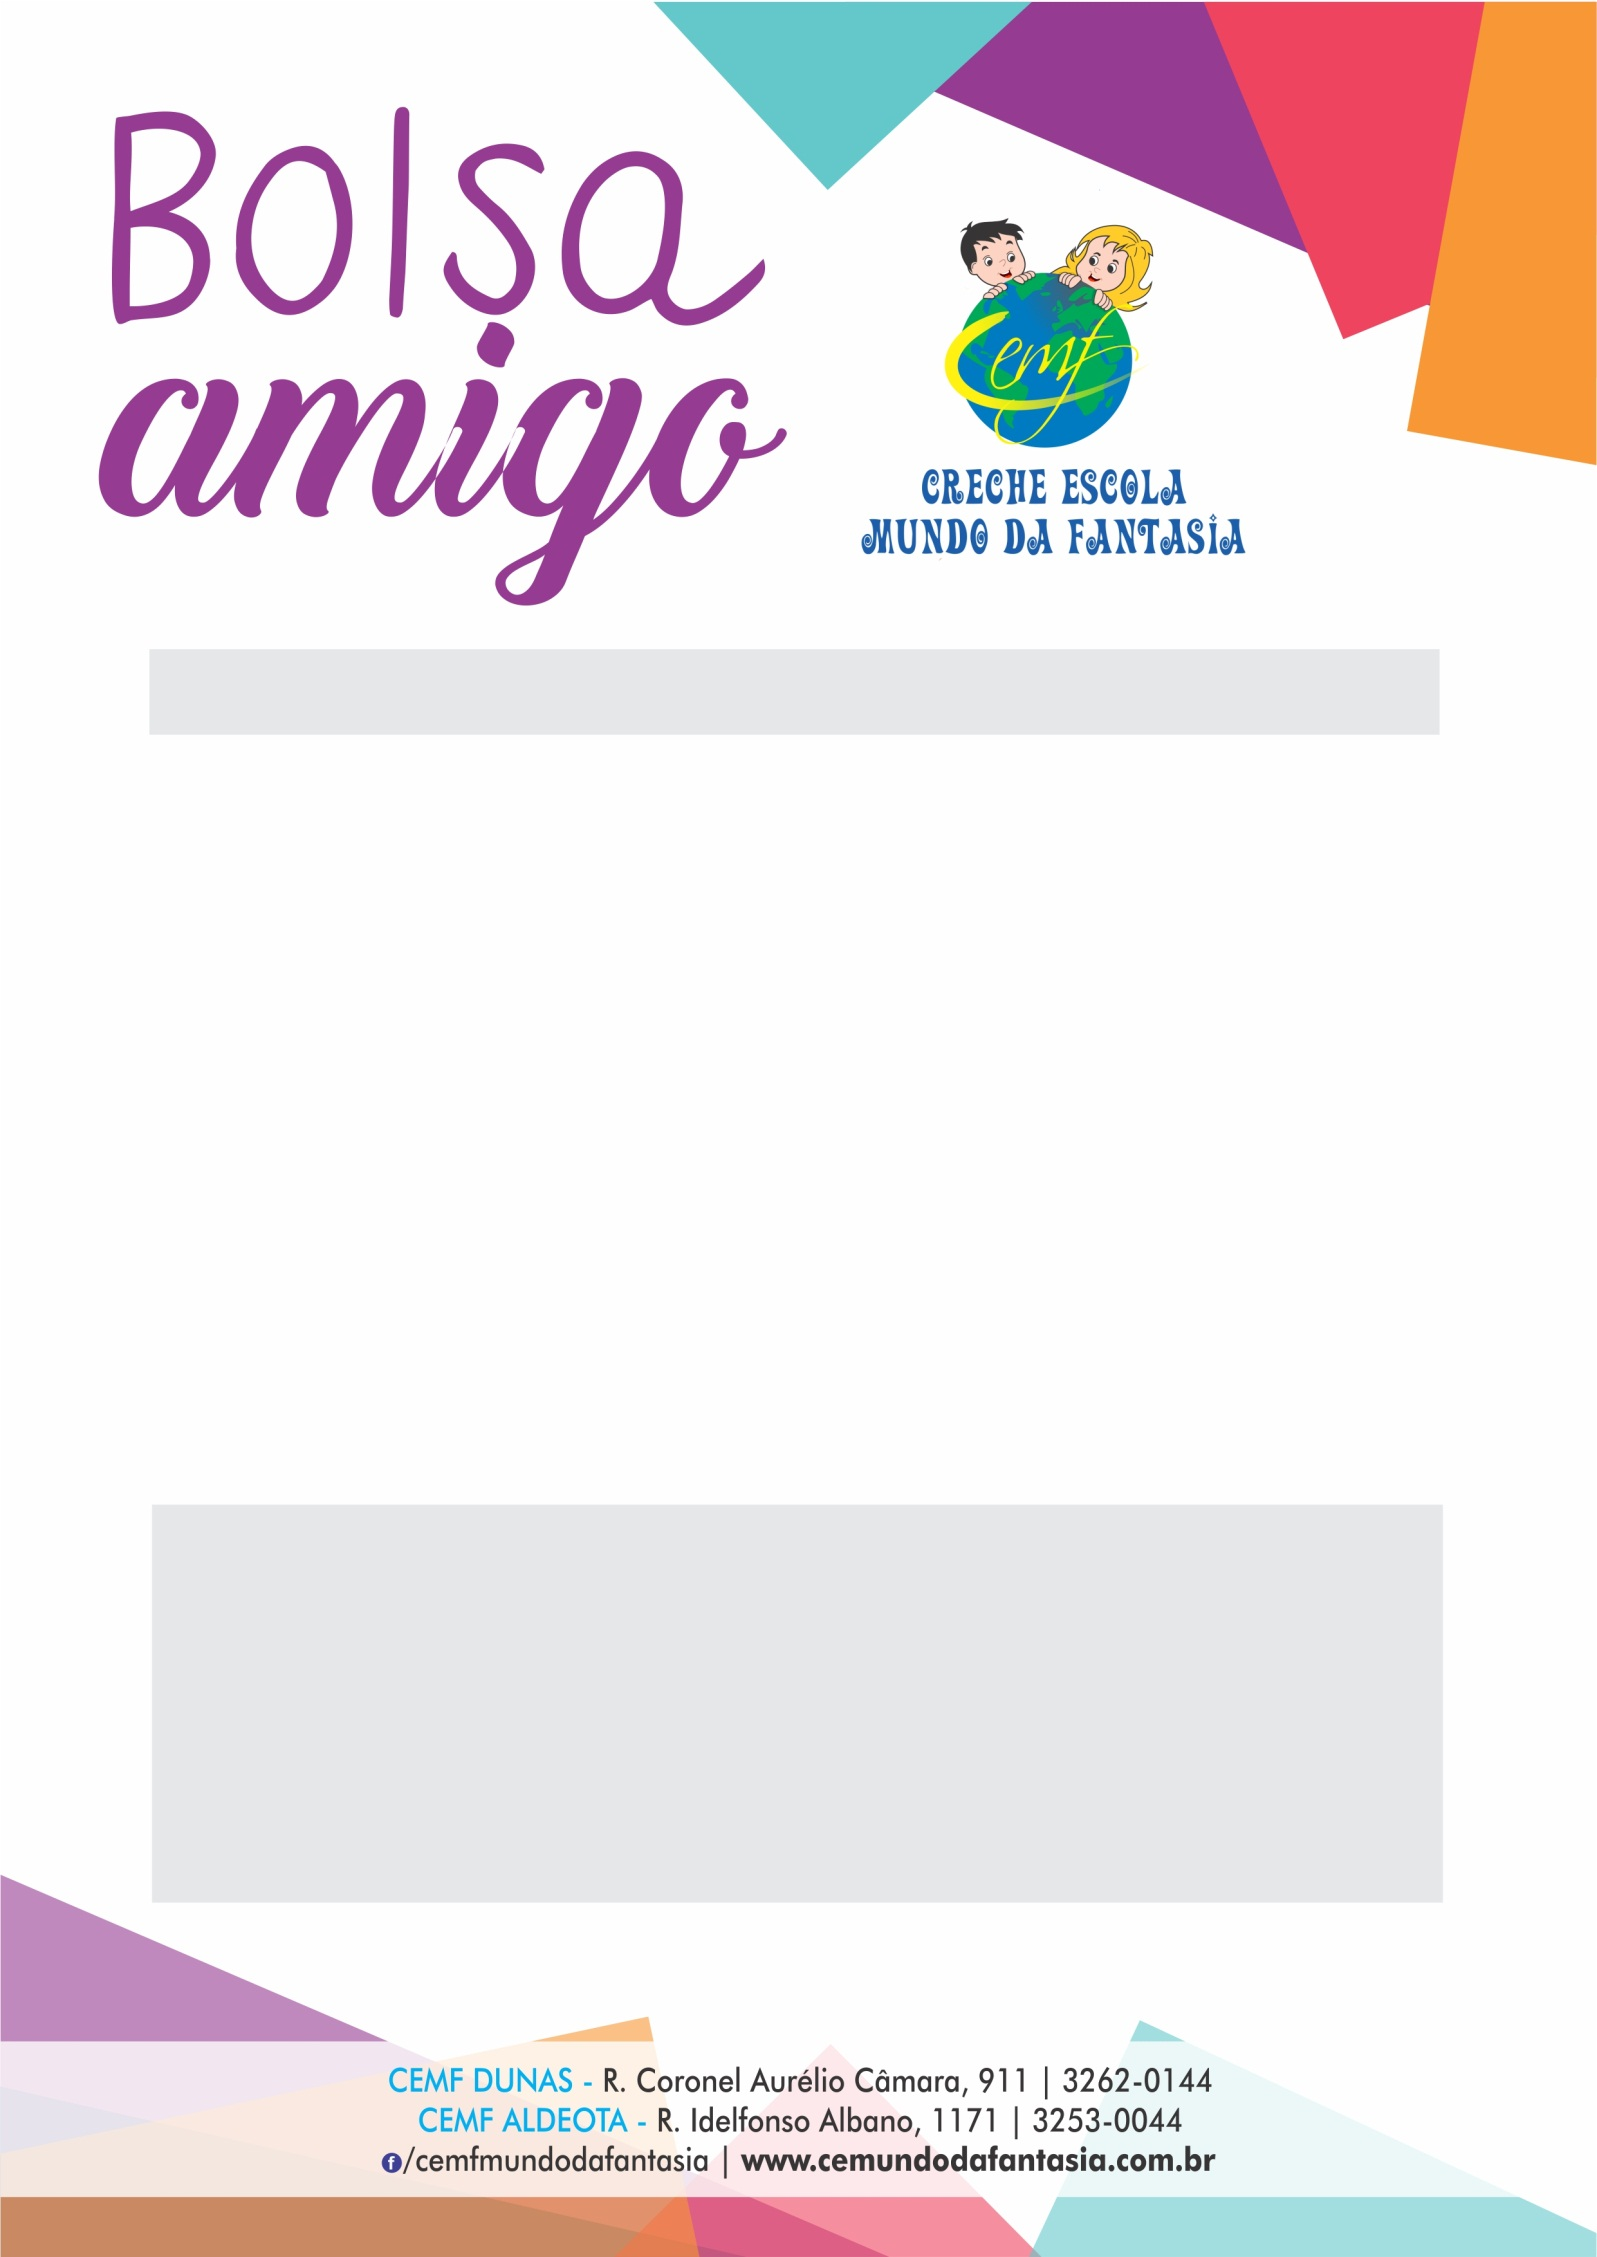 Bolsa
amigo
Cemf
CRECHE ESCOLA
MUNDO DA FANTASIA
CEMF DUNAS - R. Coronel Aurélio Câmara, 911 | 3262-0144
CEMF ALDEOTA - R. Idelfonso Albano, 1171 | 3253-0044
f/cemfmundodafantasia | www.cemundodafantasia.com.br